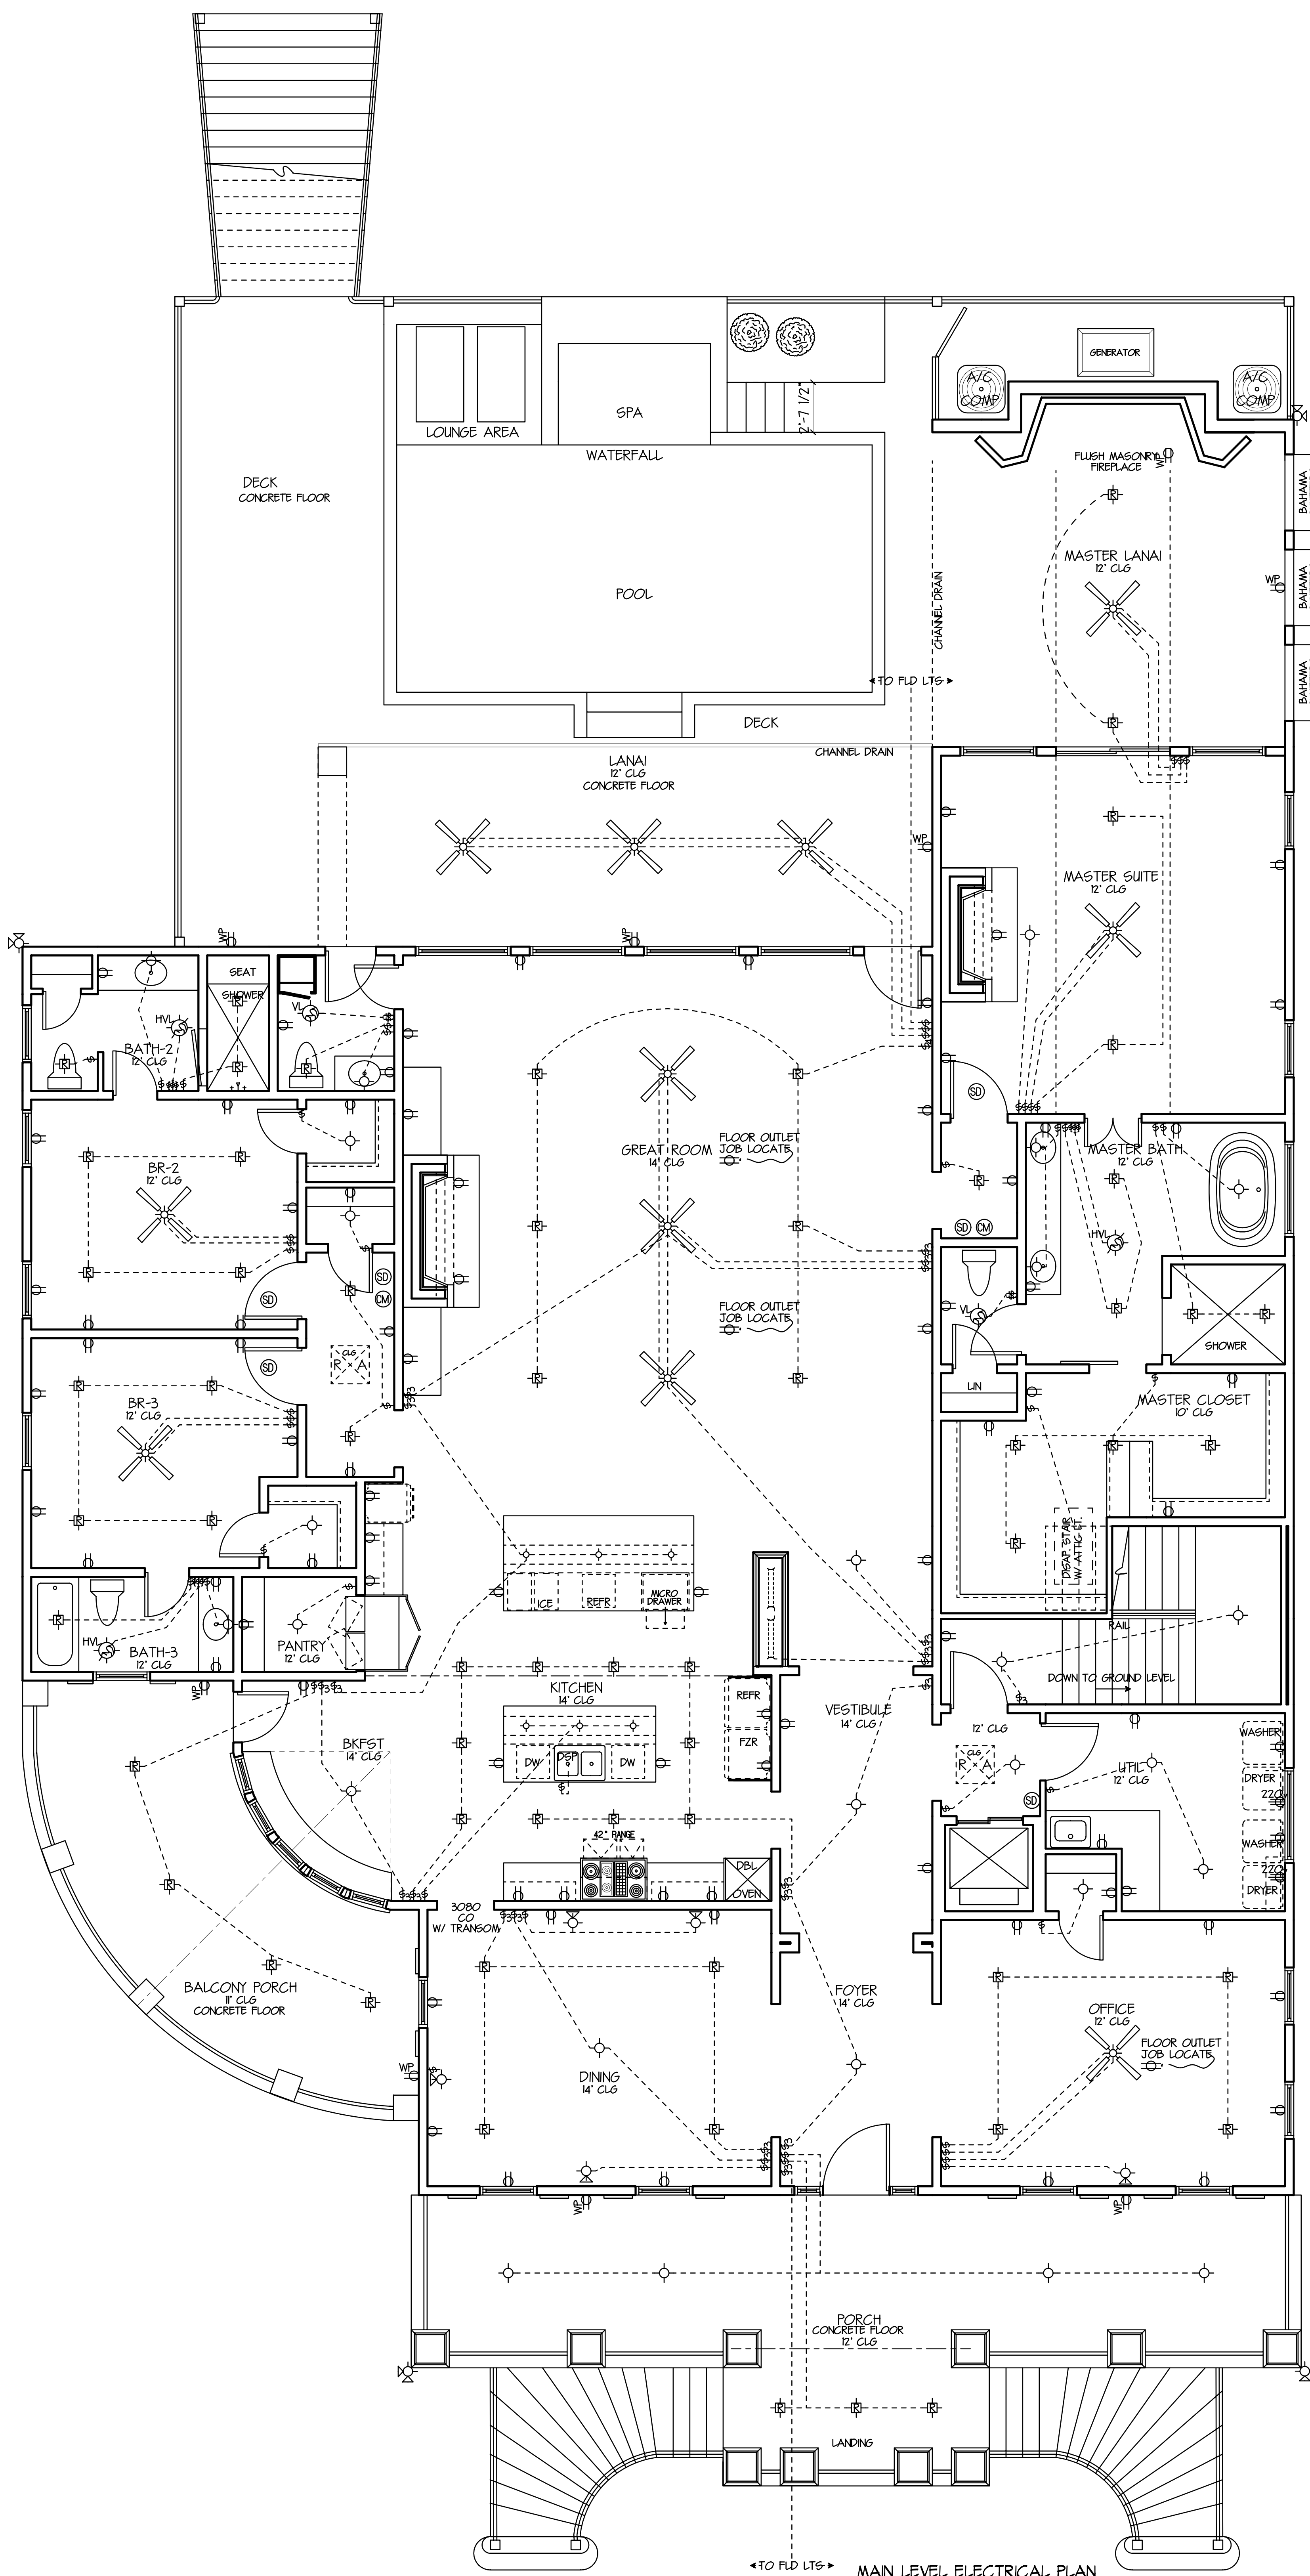 GENERATOR
A/C
COMP
A/C
COMP
SPA
2'-7 1/2"
LOUNGE AREA
WATERFALL
FLUSH MASONRY
FIREPLACE
WP
BAHAMA
DECK
CONCRETE FLOOR
MASTER LANAI
12' CLG
WP
BAHAMA
POOL
CHANNEL DRAIN
TO FLD LTS
BAHAMA
DECK
CHANNEL DRAIN
LANAI
12' CLG
CONCRETE FLOOR
WP
MASTER SUITE
12' CLG
WP
WP
SEAT
SHOWER
VL
HVL
BATH-2
12' CLG
SD
GREAT ROOM
14' CLG
FLOOR OUTLET
JOB LOCATE
MASTER BATH
12' CLG
BR-2
12' CLG
SD
CM
HVL
SD
SD
CM
VL
FLOOR OUTLET
JOB LOCATE
SHOWER
CLG
R A
SD
LIN
BR-3
12' CLG
MASTER CLOSET
10' CLG
DISAP. STAIR
W/ ATTIC LT.
ICE
REFR
MICRO
DRAWER
RAIL
HVL
BATH-3
12' CLG
PANTRY
12' CLG
DOWN TO GROUND LEVEL
WP
KITCHEN
14' CLG
REFR
VESTIBULE
14' CLG
12' CLG
WASHER
BKFST
14' CLG
FZR
DW
DSP
DW
CLG
R A
UTIL
12' CLG
DRYER
220
SD
42" RANGE
WASHER
220
DRYER
DBL
OVEN
3080
CO
W/ TRANSOM
BALCONY PORCH
11' CLG
CONCRETE FLOOR
FOYER
14' CLG
OFFICE
12' CLG
FLOOR OUTLET
JOB LOCATE
WP
DINING
14' CLG
WP
WP
PORCH
CONCRETE FLOOR
12' CLG
LANDING
TO FLD LTS
MAIN LEVEL ELECTRICAL PLAN